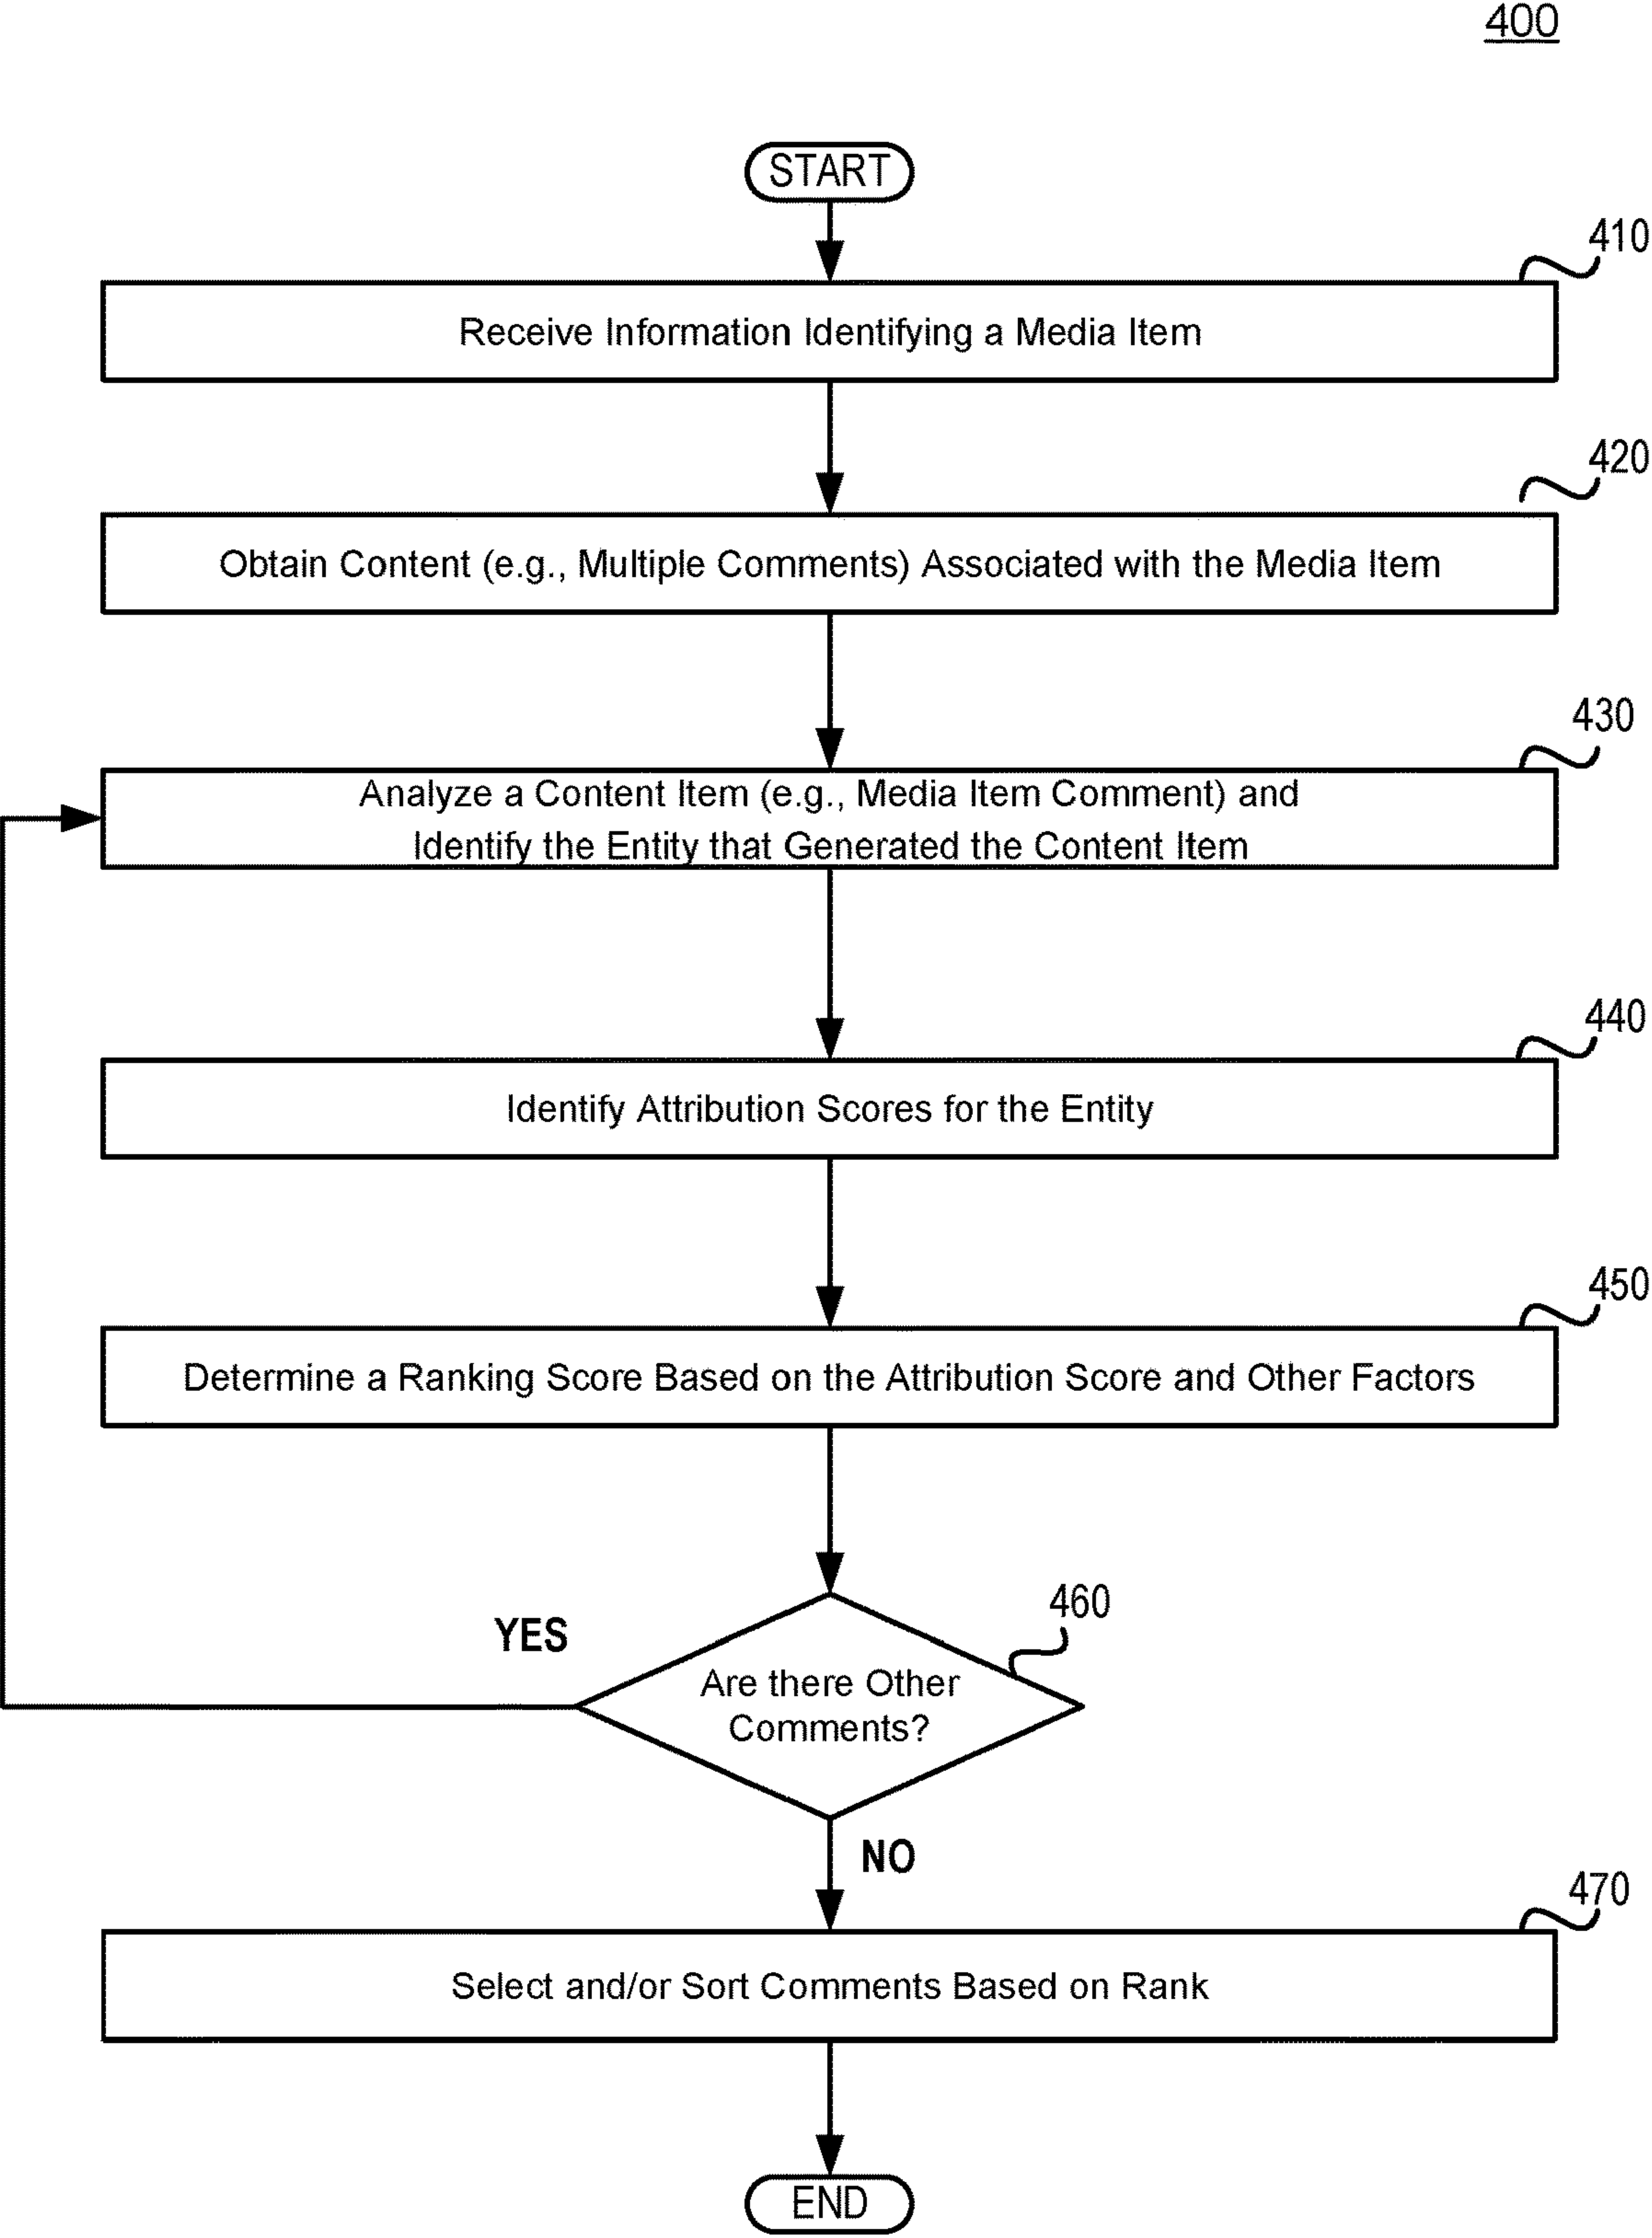 400
START
410
Receive Information Identifying a Media Item
420
Obtain Content (e.g., Multiple Comments) Associated with the Media Item
430
Analyze a Content Item (e.g., Media Item Comment) and
Identify the Entity that Generated the Content Item
440
Identify Attribution Scores for the Entity
450
Determine a Ranking Score Based on the Attribution Score and Other Factors
460
YES
Are there Other
Comments?
NO
470
Select and/or Sort Comments Based on Rank
END